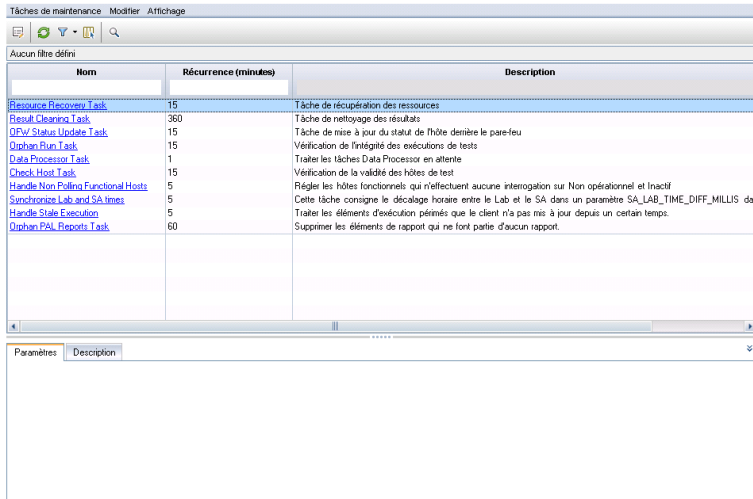 Tâches de maintenance Modifier Affichage
Aucun filtre défini
Nom Récurrence (minutes) Description
Resource Recovery Task 15 Tâche de récupération des ressources
Result Cleaning Task 360 Tâche de nettoyage des résultats
OFW Status Update Task 15 Tâche de mise à jour du statut de l'hôte derrière le pare-feu
Orphan Run Task 15 Vérification de l'intégrité des exécutions de tests
Data Processor Task 1 Traiter les tâches Data Processor en attente
Check Host Task 15 Vérification de la validité des hôtes de test
Handle Non Polling Functional Hosts 5 Régler les hôtes fonctionnels qui n'effectuent aucune interrogation sur Non opérationnel et Inactif
Synchronize Lab and SA times 5 Cette tâche consigne le décalage horaire entre le Lab et le SA dans un paramètre SA_LAB_TIME_DIFF_MILLIS da
Handle Stale Execution 5 Traiter les éléments d'exécution périmés que le client n'a pas mis à jour depuis un certain temps.
Orphan PAL Reports Task 60 Supprimer les éléments de rapport qui ne font partie d'aucun rapport.
Paramètres Description